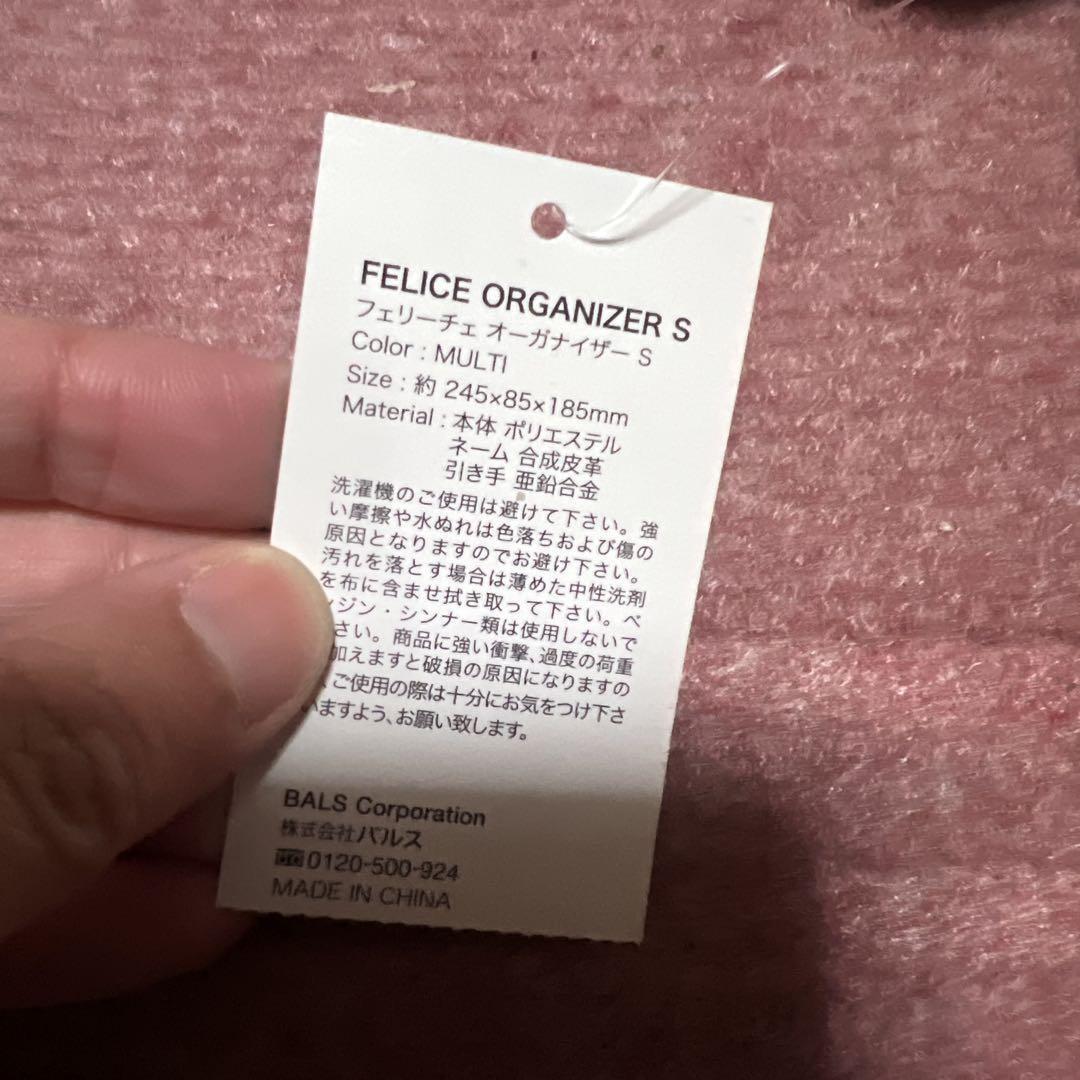 FELICE ORGANIZER S
フェリーチェ オーガナイザー S
Color : MULTI
Size : 約 245×85×185mm
Material : 本体 ポリエステル
ネーム 合成皮革
引き手 亜鉛合金
洗濯機のご使用は避けて下さい。強
い摩擦や水ぬれは色落ちおよび傷の
原因となりますのでお避け下さい。
汚れを落とす場合は薄めた中性洗剤
を布に含ませ拭き取って下さい。ベ
ンジン・シンナー類は使用しないで
さい。商品に強い衝撃、過度の荷重
加えますと破損の原因になりますの
、ご使用の際は十分にお気をつけ下さ
いますよう、お願い致します。
BALS Corporation
株式会社バルス
0120-500-924
MADE IN CHINA